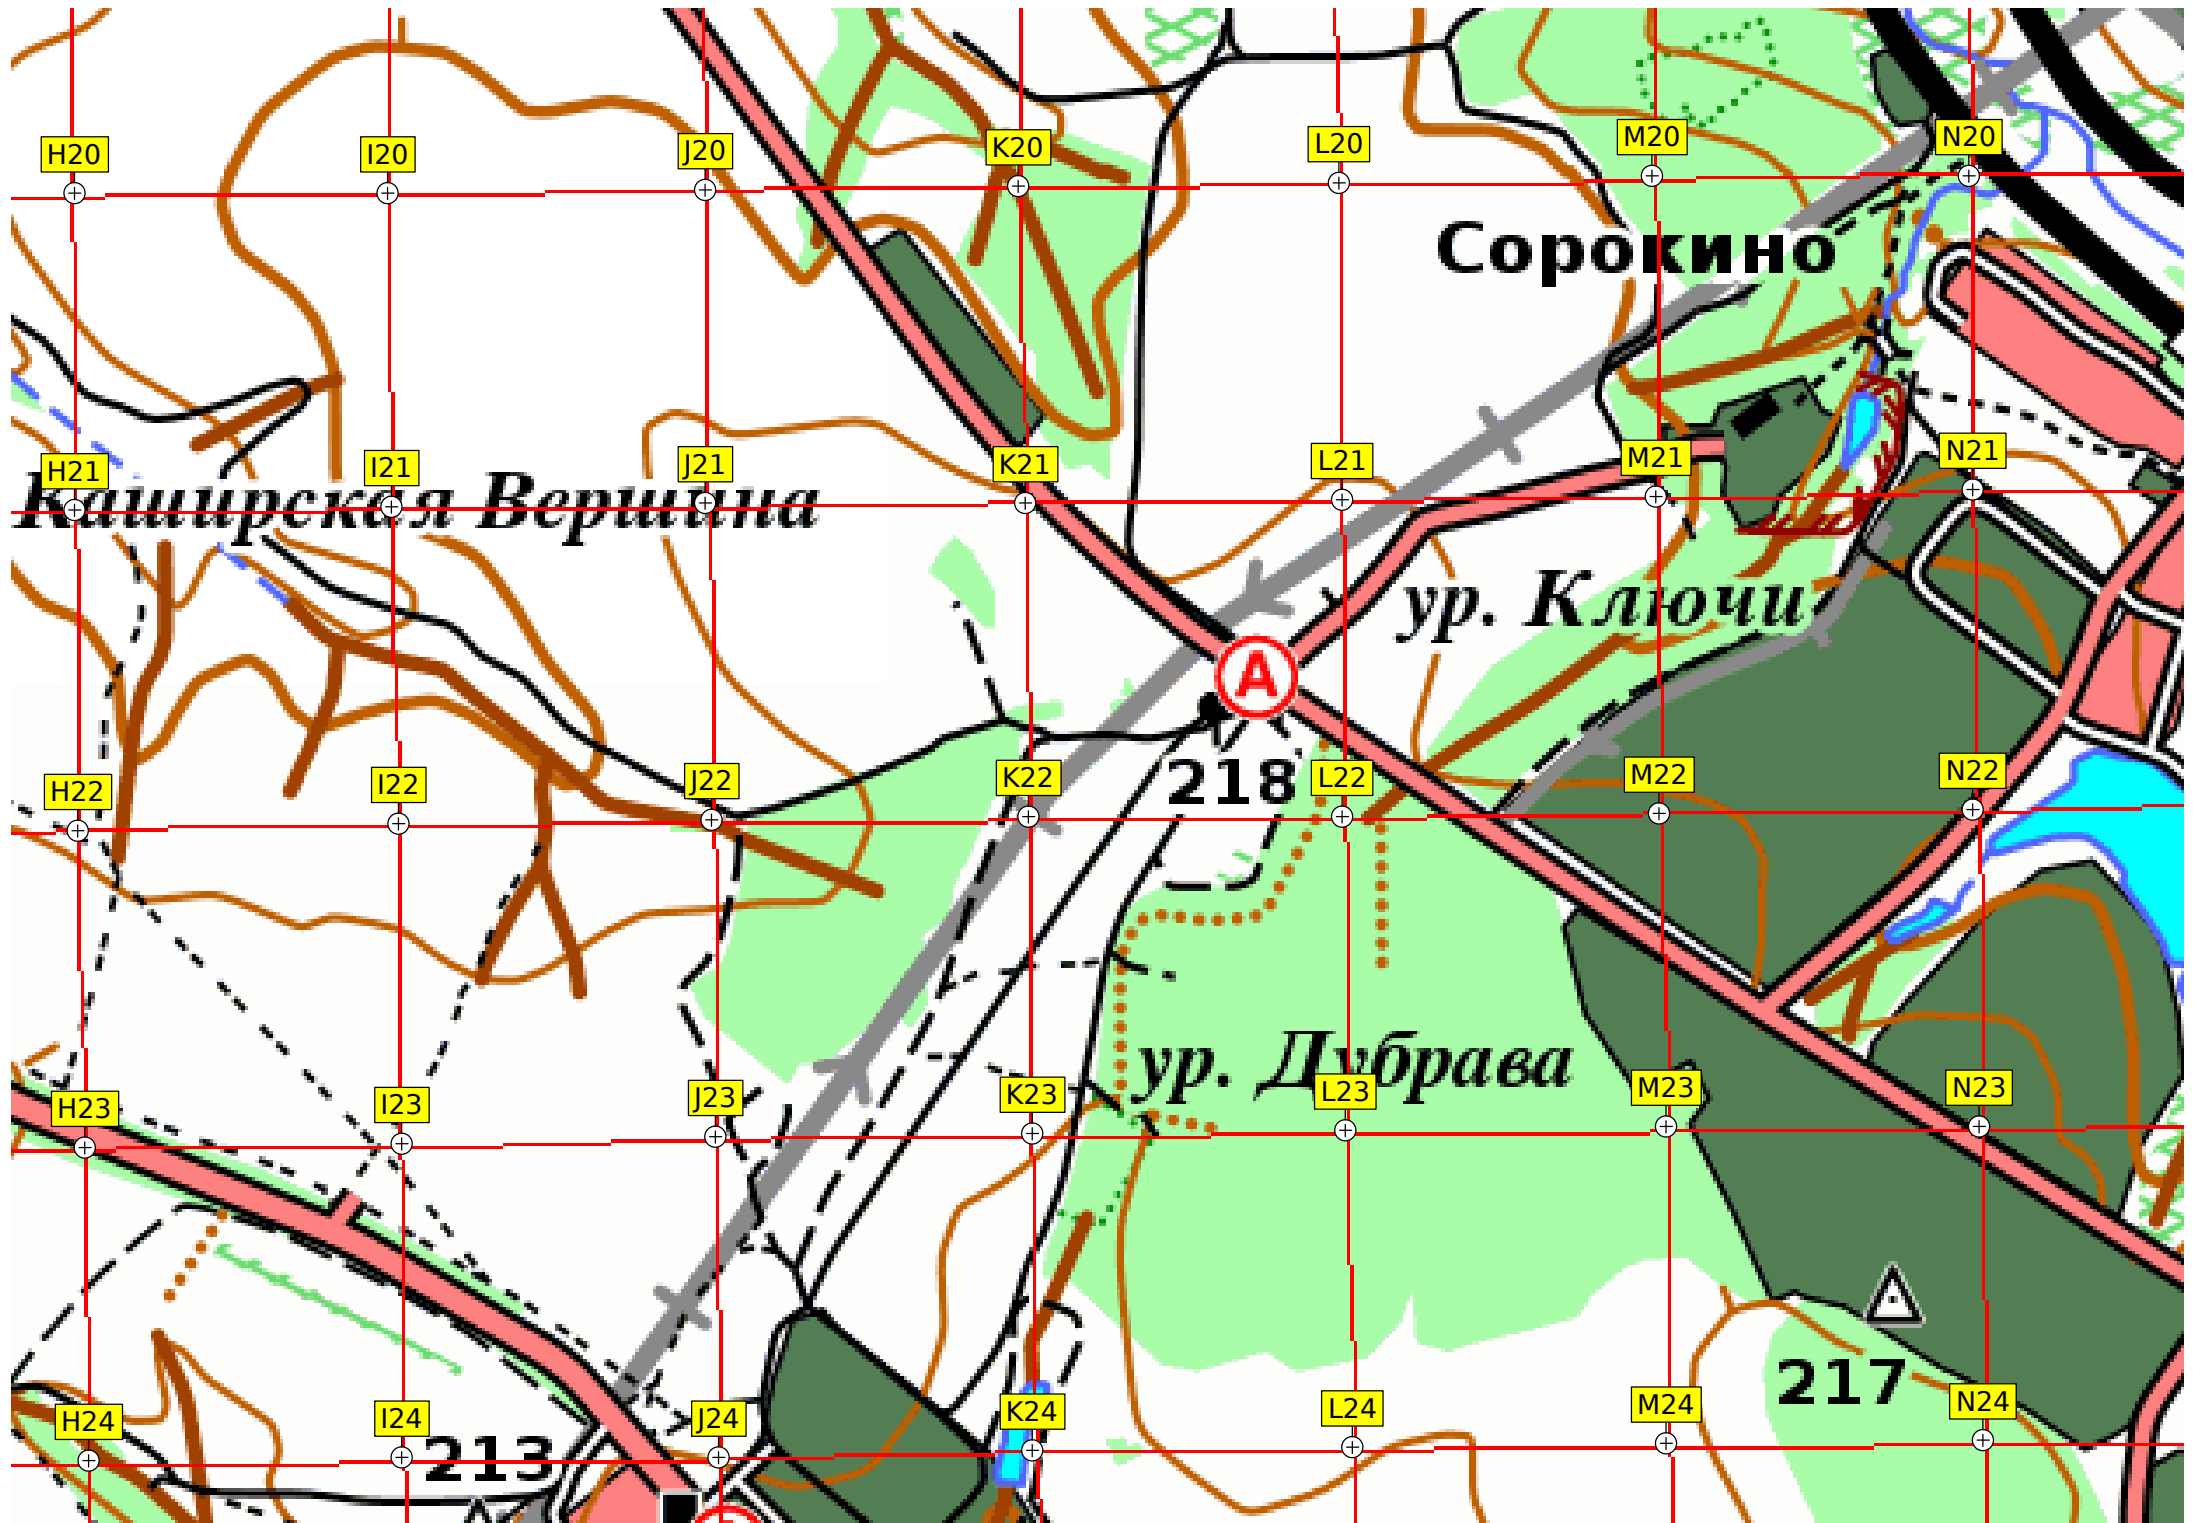 H20 I20 J20 K20 L20 M20 N20
Сорокино
H21 I21 J21 K21 L21 M21 N21
Каширская Вершина
ур. Ключи
А
H22 I22 J22 K22 218 L22 M22 N22
ур. Дубрава
H23 I23 J23 K23 L23 M23 N23
217
H24 I24 J24 K24 L24 M24 N24
213